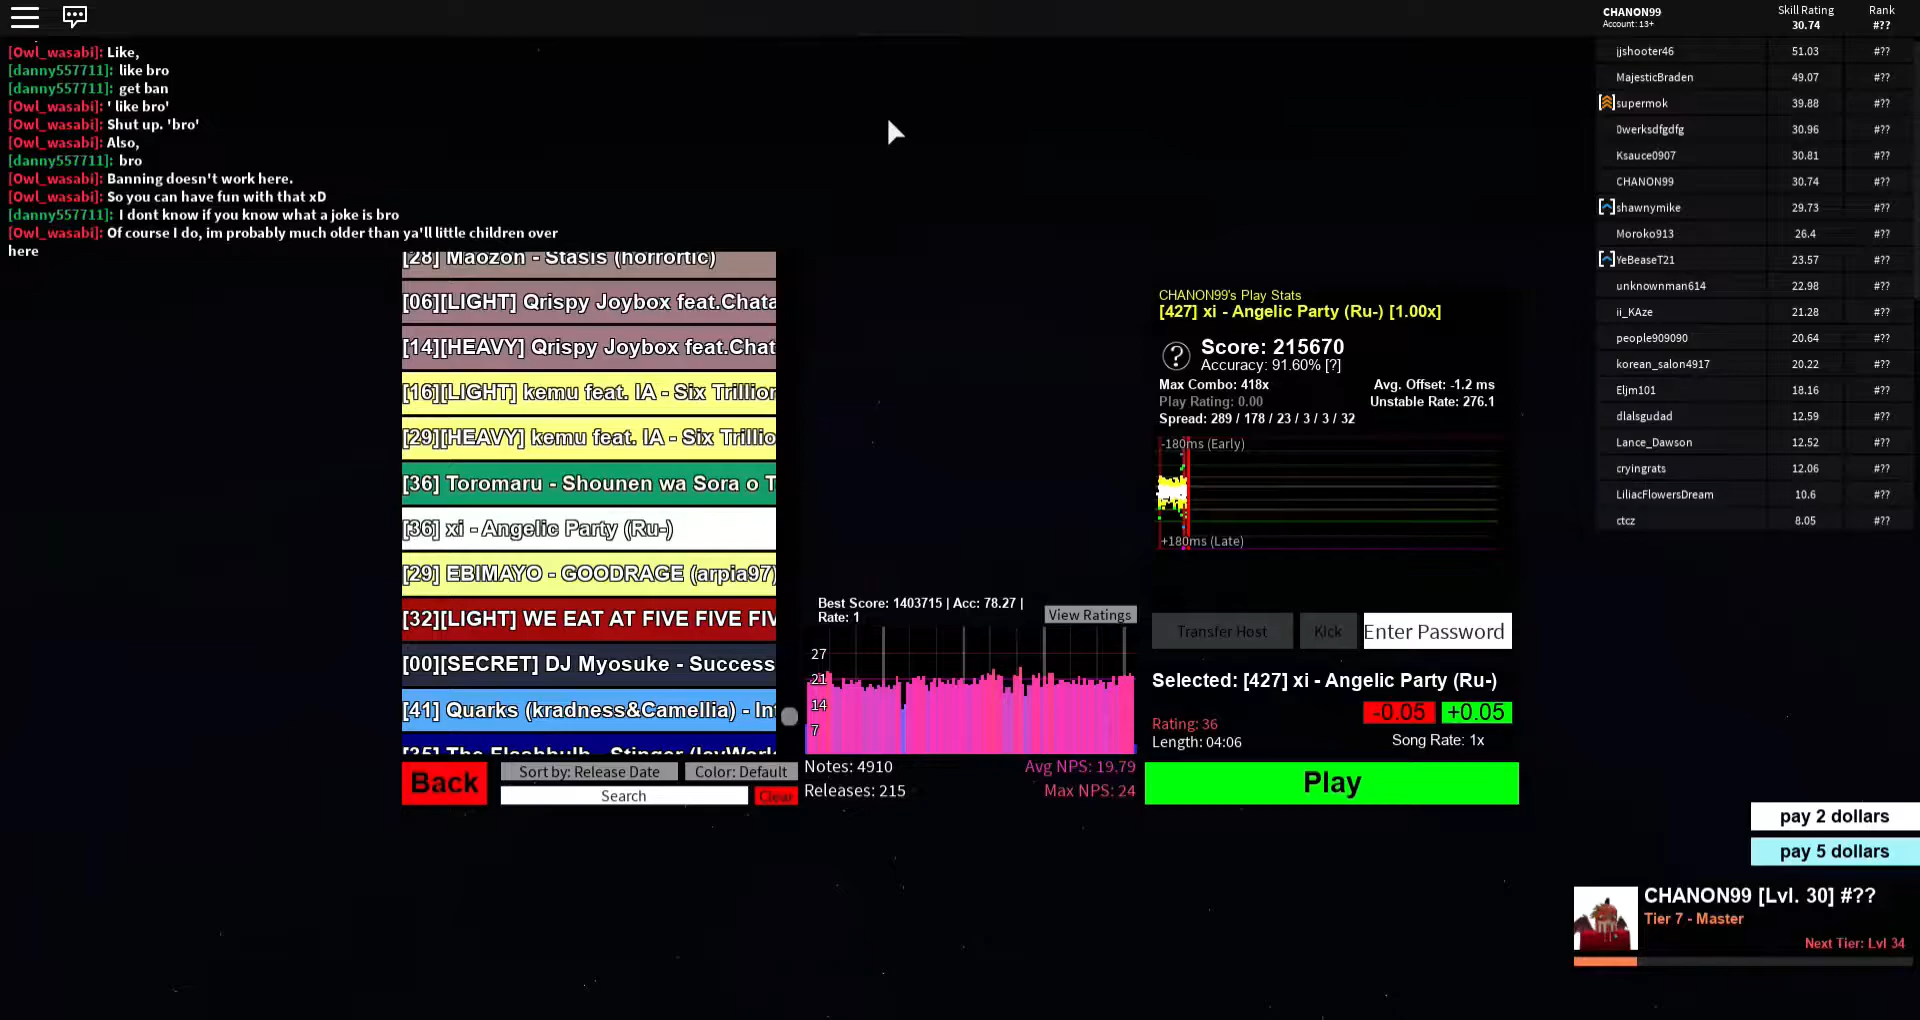 [Owl_wasabi]: Like,
[danny557711]: like bro
[danny557711]: get ban
[Owl_wasabi]: ' like bro'
[Owl_wasabi]: Shut up. 'bro'
[Owl_wasabi]: Also,
[danny557711]: bro
[Owl_wasabi]: Banning doesn't work here.
[Owl_wasabi]: So you can have fun with that xD
[danny557711]: I dont know if you know what a joke is bro
[Owl_wasabi]: Of course I do, im probably much older than ya'll little children over
here
[28] Maozon - Stasis (horrortic)
[06][LIGHT] Qrispy Joybox feat.Chata
[14][HEAVY] Qrispy Joybox feat.Chat
[16][LIGHT] kemu feat. IA - Six Trillion
[29][HEAVY] kemu feat. IA - Six Trillio
[36] Toromaru - Shounen wa Sora o T
[36] xi - Angelic Party (Ru-)
[29] EBIMAYO - GOODRAGE (arpia97)
[32][LIGHT] WE EAT AT FIVE FIVE FIV
[00][SECRET] DJ Myosuke - Success
[41] Quarks (kradness&Camellia) - Inf
[35] The Flashbulb - Stinger
Back
Sort by: Release Date
Color: Default
Search
Clear
Best Score: 1403715 | Acc: 78.27 |
Rate: 1
View Ratings
27
21
14
7
Notes: 4910
Avg NPS: 19.79
Releases: 215
Max NPS: 24
CHANON99's Play Stats
[427] xi - Angelic Party (Ru-) [1.00x]
?
Score: 215670
Accuracy: 91.60% [?]
Max Combo: 418x
Avg. Offset: -1.2 ms
Play Rating: 0.00
Unstable Rate: 276.1
Spread: 289 / 178 / 23 / 3 / 3 / 32
-180ms (Early)
+180ms (Late)
Transfer Host
Kick
Enter Password
Selected: [427] xi - Angelic Party (Ru-)
-0.05
+0.05
Rating: 36
Length: 04:06
Song Rate: 1x
Play
CHANON99
Account: 13+
Skill Rating
30.74
Rank
#??
jjshooter46 51.03 #??
MajesticBraden 49.07 #??
supermok 39.88 #??
0werksdfgdfg 30.96 #??
Ksauce0907 30.81 #??
CHANON99 30.74 #??
shawnymike 29.73 #??
Moroko913 26.4 #??
YeBeaseT21 23.57 #??
unknownman614 22.98 #??
ii_KAze 21.28 #??
people909090 20.64 #??
korean_salon4917 20.22 #??
Eljm101 18.16 #??
dlalsgudad 12.59 #??
Lance_Dawson 12.52 #??
cryingrats 12.06 #??
LiliacFlowersDream 10.6 #??
ctcz 8.05 #??
pay 2 dollars
pay 5 dollars
CHANON99 [Lvl. 30] #??
Tier 7 - Master
Next Tier: Lvl 34